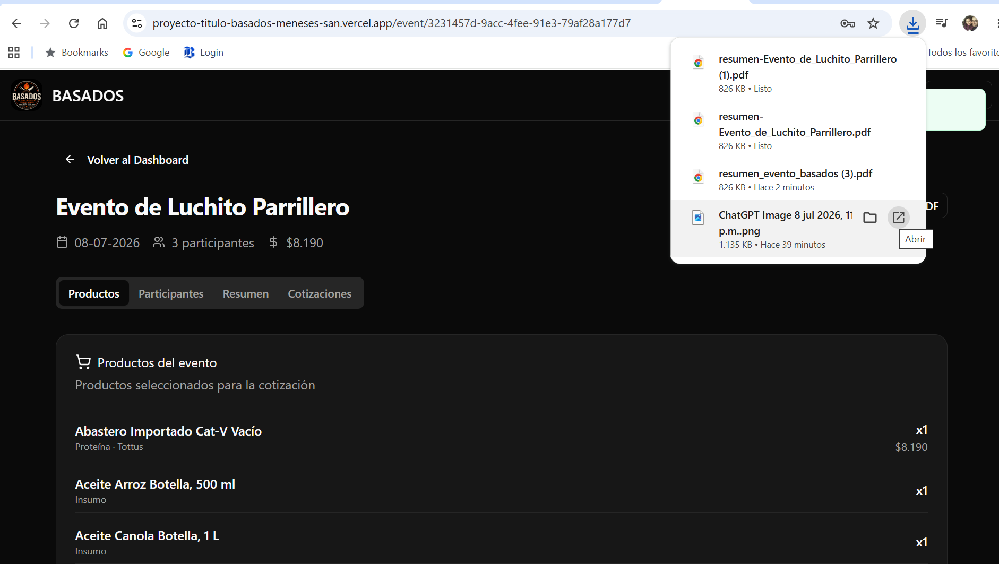 proyecto-titulo-basados-meneses-san.vercel.app/event/3231457d-9acc-4fee-91e3-79af28a177d7
Bookmarks
Google
Login
Todos los favorito
resumen-Evento_de_Luchito_Parrillero
(1).pdf
826 KB • Listo
resumen-
Evento_de_Luchito_Parrillero.pdf
826 KB • Listo
resumen_evento_basados (3).pdf
826 KB • Hace 2 minutos
ChatGPT Image 8 jul 2026, 11
p.m..png
1.135 KB • Hace 39 minutos
Abrir
BASADOS
BASADOS
Volver al Dashboard
Evento de Luchito Parrillero
DF
08-07-2026
3 participantes
$8.190
Productos
Participantes
Resumen
Cotizaciones
Productos del evento
Productos seleccionados para la cotización
Abastero Importado Cat-V Vacío
x1
Proteína · Tottus
$8.190
Aceite Arroz Botella, 500 ml
x1
Insumo
Aceite Canola Botella, 1 L
x1
Insumo